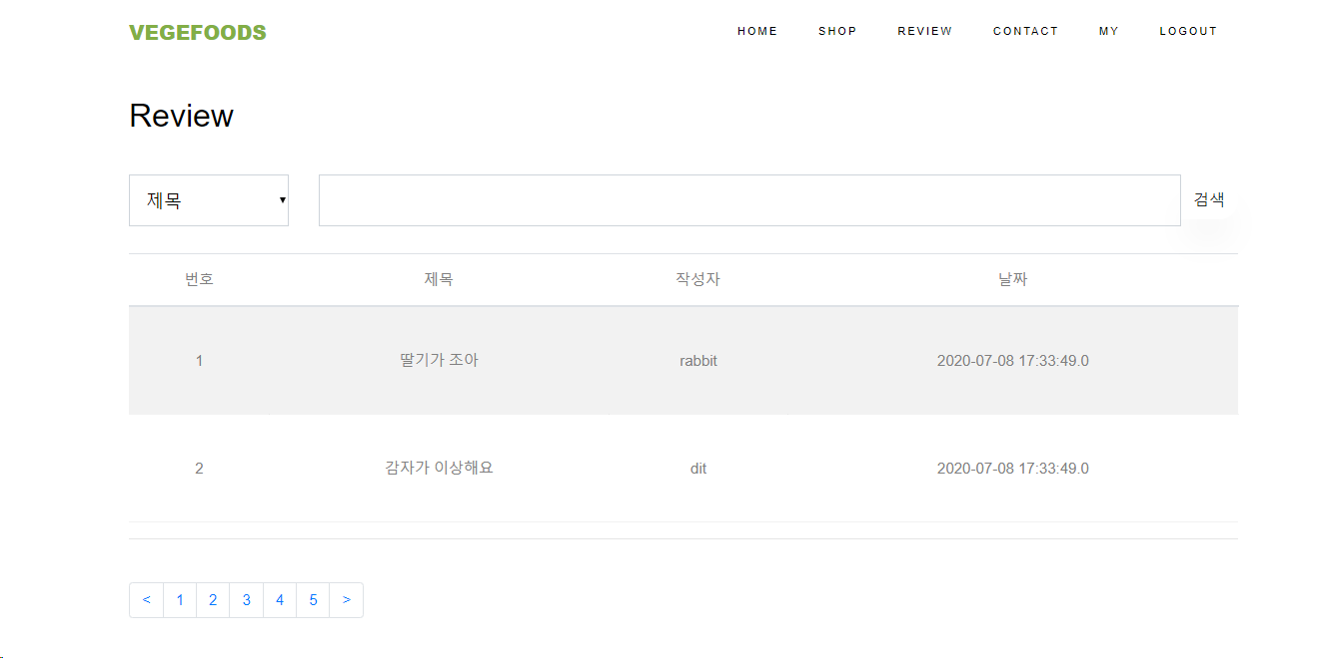 VEGEFOODS HOME SHOP REVIEW CONTACT MY LOGOUT
Review
제목 검색
번호 제목 작성자 날짜
1 딸기가 조아 rabbit 2020-07-08 17:33:49.0
2 감자가 이상해요 dit 2020-07-08 17:33:49.0
< 1 2 3 4 5 >